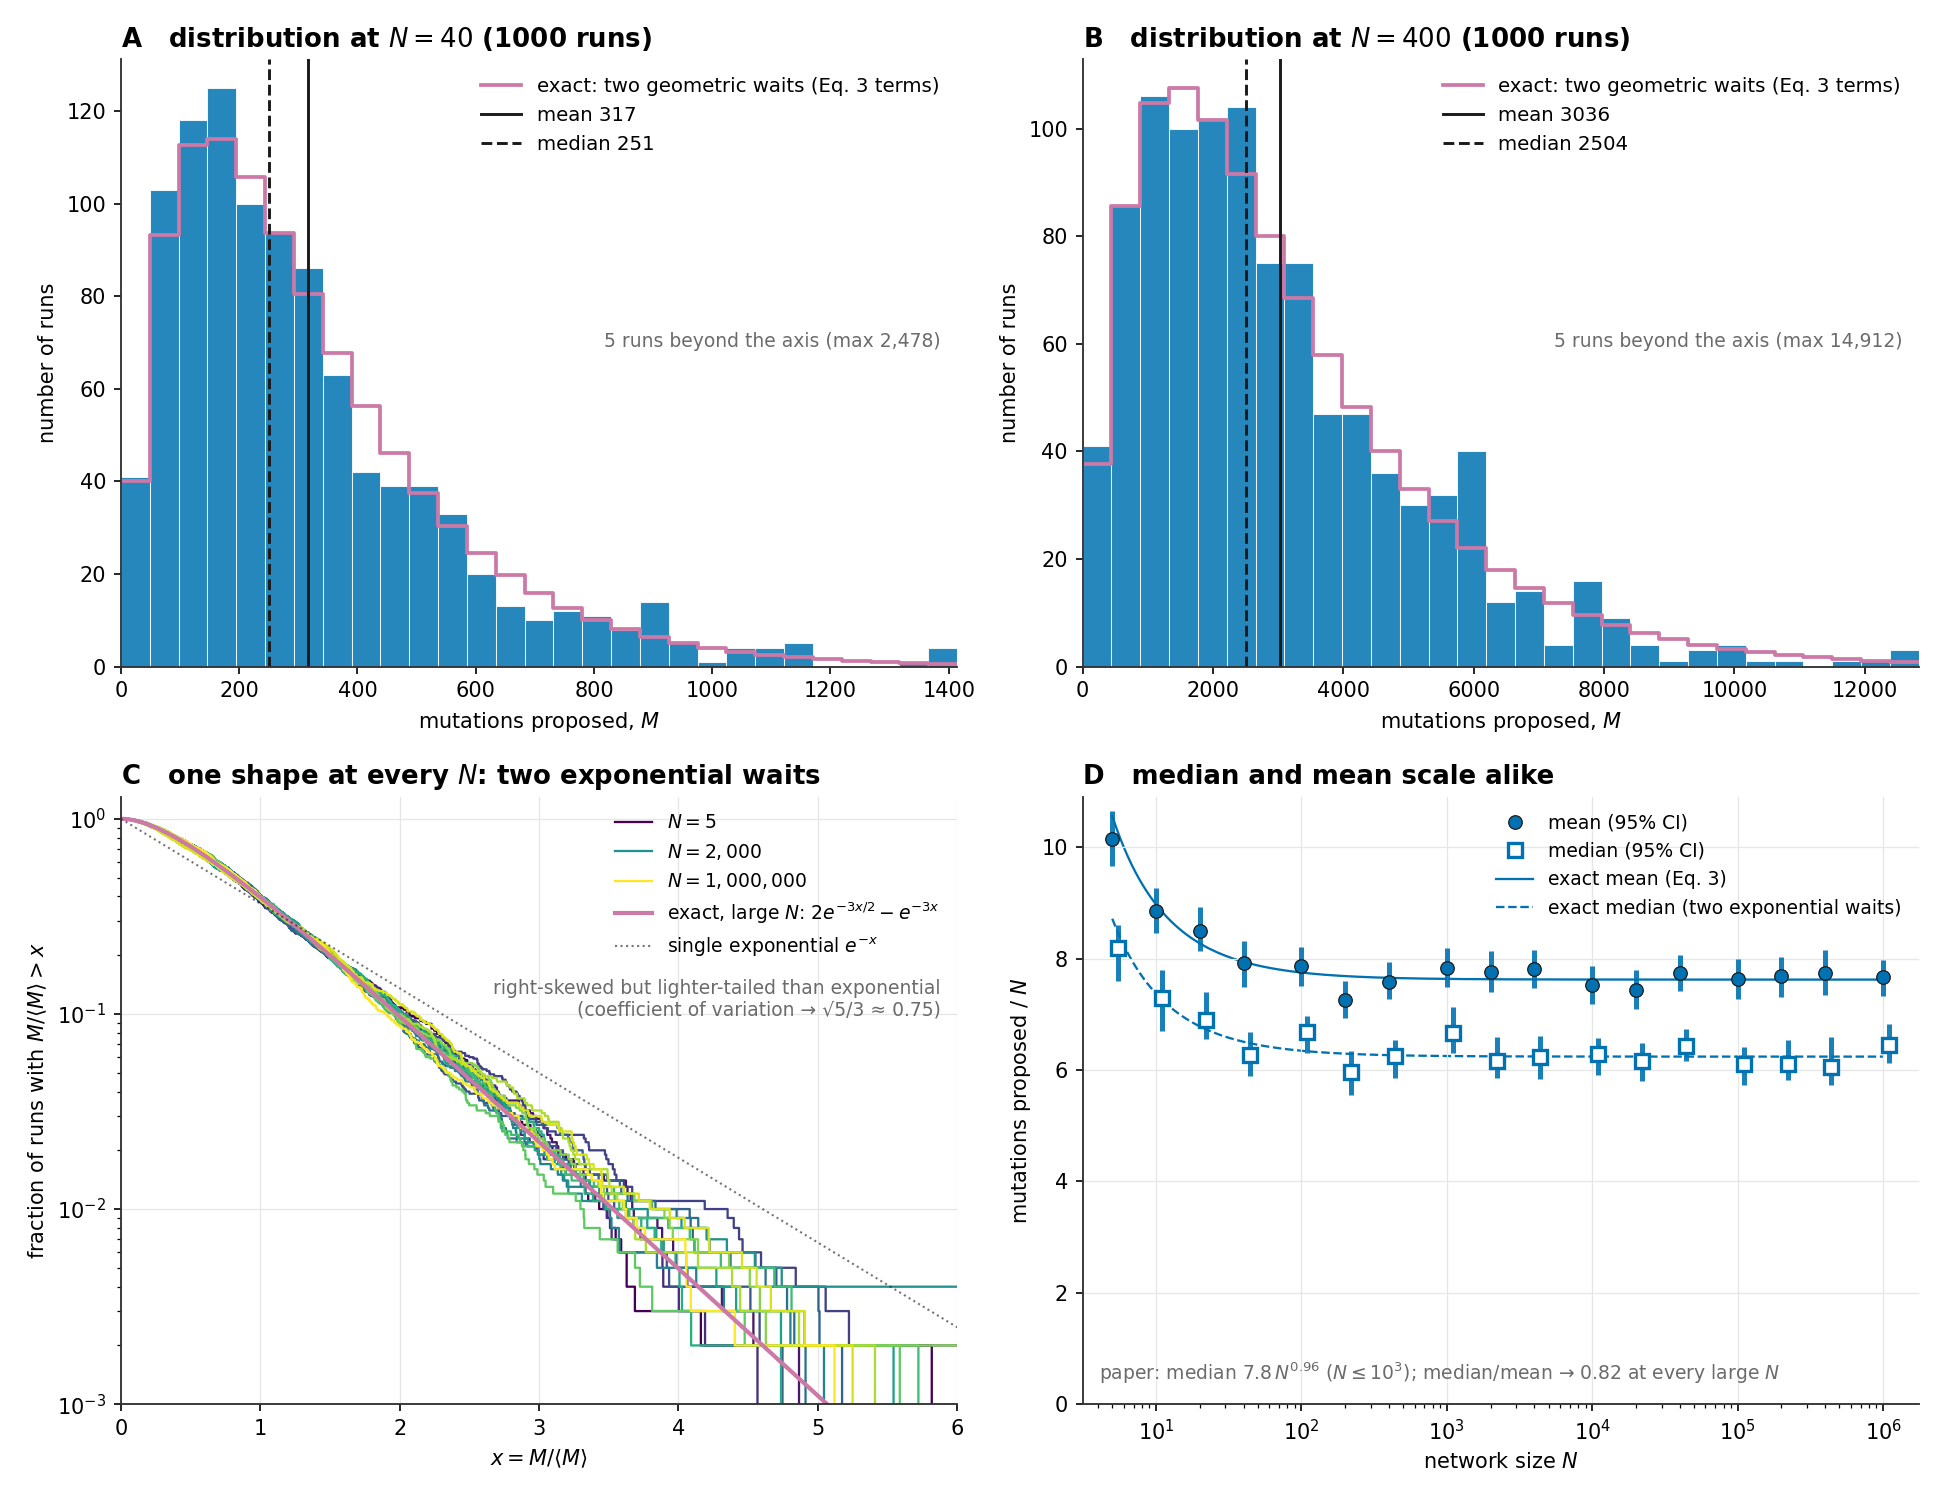 A distribution at N = 40 (1000 runs)
exact: two geometric waits (Eq. 3 terms)
mean 317
median 251
5 runs beyond the axis (max 2,478)
number of runs
0
20
40
60
80
100
120
0 200 400 600 800 1000 1200 1400
mutations proposed, M
B distribution at N = 400 (1000 runs)
exact: two geometric waits (Eq. 3 terms)
mean 3036
median 2504
5 runs beyond the axis (max 14,912)
number of runs
0
20
40
60
80
100
0 2000 4000 6000 8000 10000 12000
mutations proposed, M
C one shape at every N: two exponential waits
N = 5
N = 2,000
N = 1,000,000
exact, large N: 2e^{−3x/2} − e^{−3x}
single exponential e^{−x}
right-skewed but lighter-tailed than exponential
(coefficient of variation → √5/3 ≈ 0.75)
fraction of runs with M/⟨M⟩ > x
10^0
10^{−1}
10^{−2}
10^{−3}
0 1 2 3 4 5 6
x = M/⟨M⟩
D median and mean scale alike
mean (95% CI)
median (95% CI)
exact mean (Eq. 3)
exact median (two exponential waits)
paper: median 7.8 N^{0.96} (N ≤ 10^3); median/mean → 0.82 at every large N
mutations proposed / N
0
2
4
6
8
10
10^1 10^2 10^3 10^4 10^5 10^6
network size N